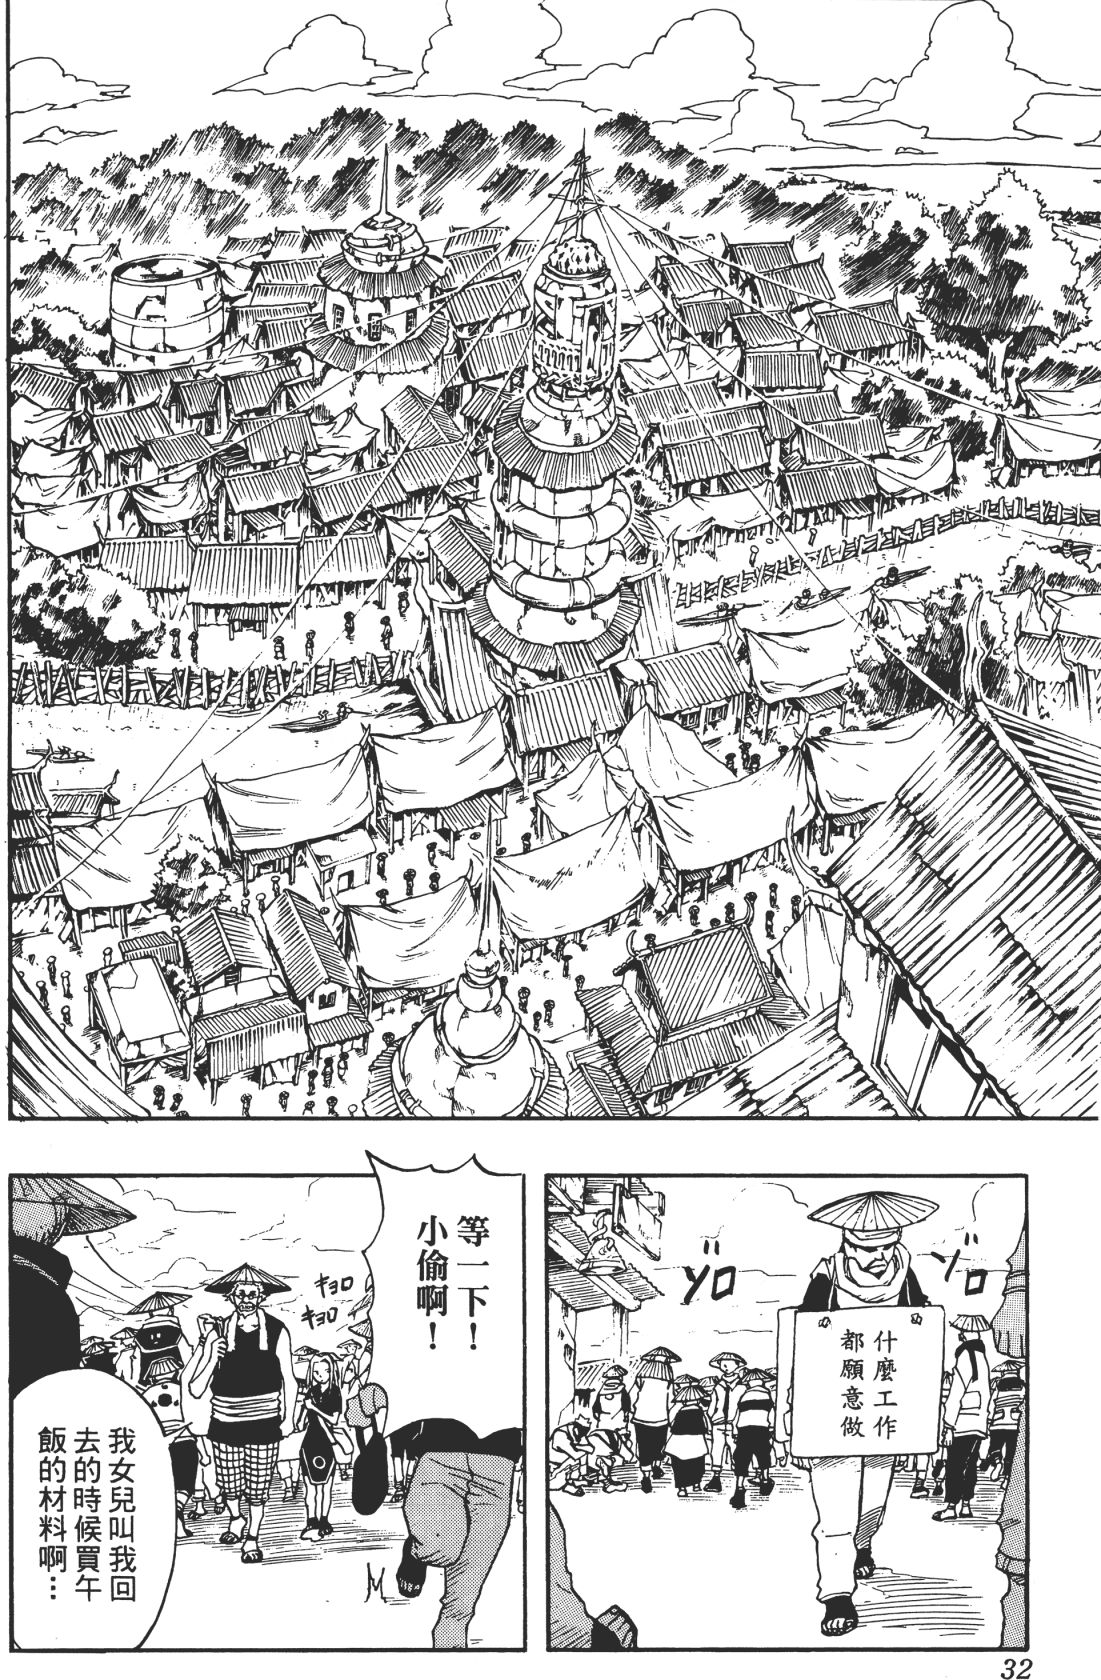 什麼工作
都願意做
ゾロ
ゾロ
等一下！
小偷啊！
キョロ
キョロ
我女兒叫我回
去的時候買午
飯的材料啊…
32